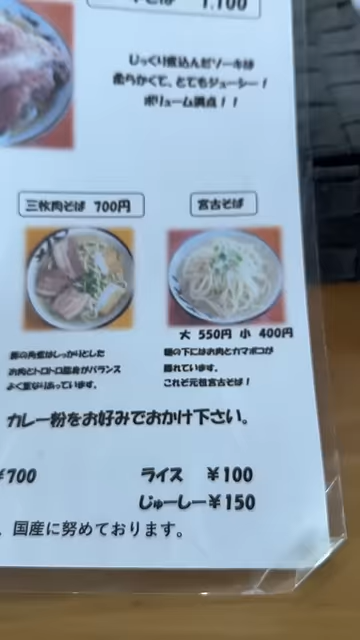 そば 1.100
じっくり煮込んだソーキは
柔らかくて、とてもジューシー!
ボリューム満点!!
三枚肉そば 700円
宮古そば
大 550円 小 400円
豚の角煮はしっかりとした
お肉とトロトロ脂身がバランス
よく重なりあっています。
麺の下にはお肉とカマボコが
隠れています。
これぞ元祖宮古そば!
カレー粉をお好みでおかけ下さい。
¥700
ライス ¥100
じゅーしー¥150
、国産に努めております。